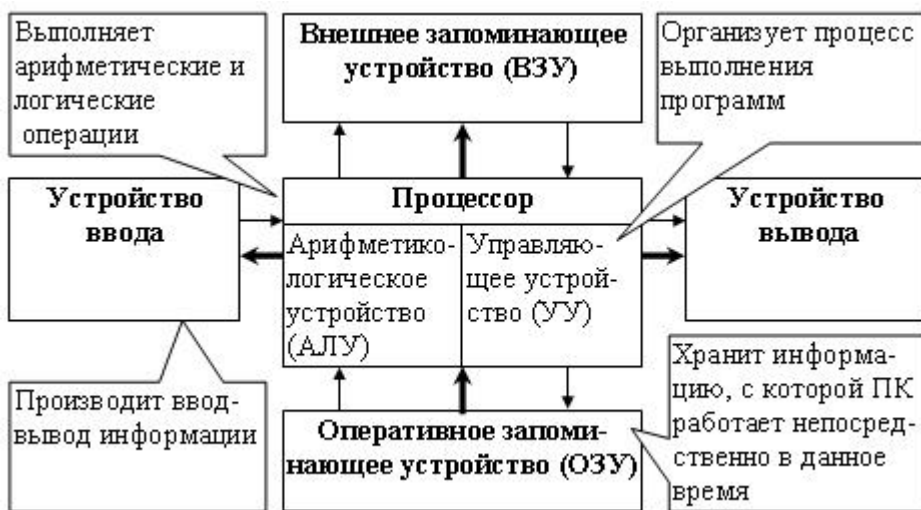 Выполняет
арифметические и
логические
операции
Внешнее запоминающее
устройство (ВЗУ)
Организует процесс
выполнения
программ
Устройство
ввода
Процессор
Арифметико-
логическое
устройство
(АЛУ)
Управляю-
щее устрой-
ство (УУ)
Устройство
вывода
Производит ввод-
вывод информации
Оперативное запоми-
нающее устройство (ОЗУ)
Хранит информа-
цию, с которой ПК
работает непосред-
ственно в данное
время